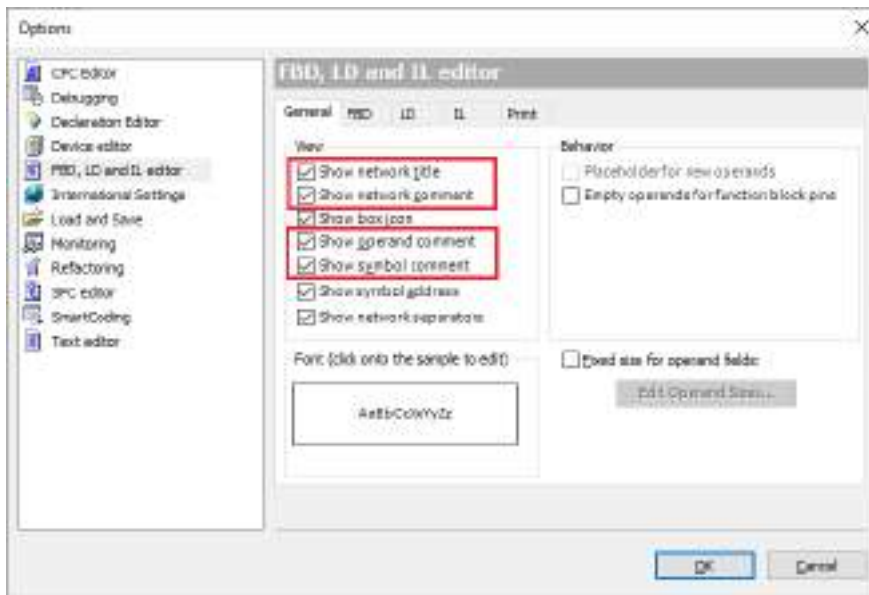 Options
CFC Editor
Debugging
Declaration Editor
Device editor
FBD, LD and IL editor
International Settings
Load and Save
Monitoring
Refactoring
SFC editor
SmartCoding
Text editor
FBD, LD and IL editor
General FBD LD IL Print
View
Show network title
Show network comment
Show box icon
Show operand comment
Show symbol comment
Show symbol address
Show network separators
Behavior
Placeholder for new operands
Empty operands for function block pins
Font (click onto the sample to edit)
AaBbCcXxYyZz
Fixed size for operand fields:
Edit Operand Sizes...
OK Cancel